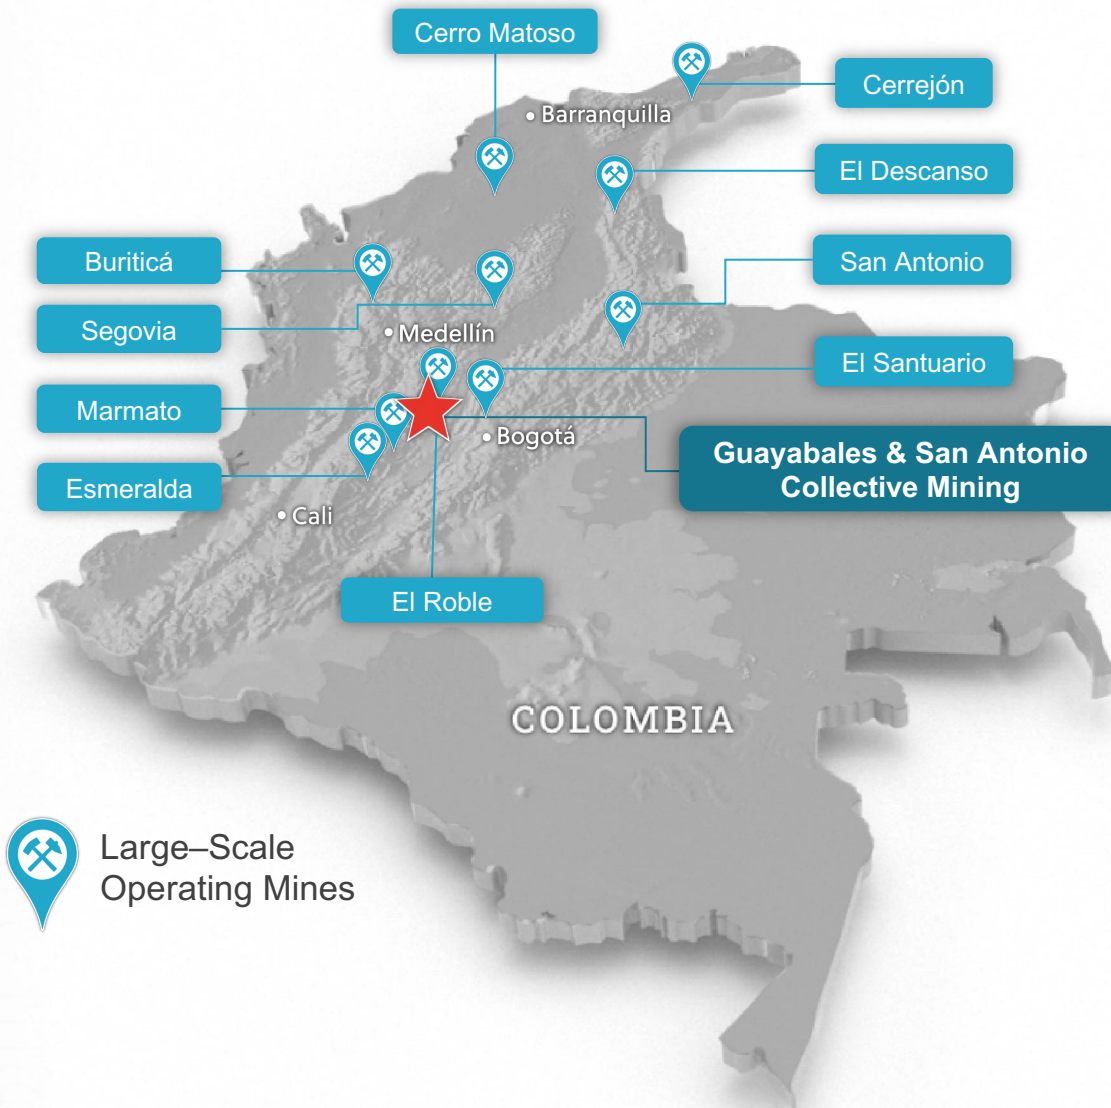 Cerro Matoso
Cerrejón
Barranquilla
El Descanso
Buriticá
San Antonio
Segovia
Medellín
El Santuario
Marmato
Bogotá
Guayabales & San Antonio
Collective Mining
Esmeralda
Cali
El Roble
COLOMBIA
Large–Scale
Operating Mines